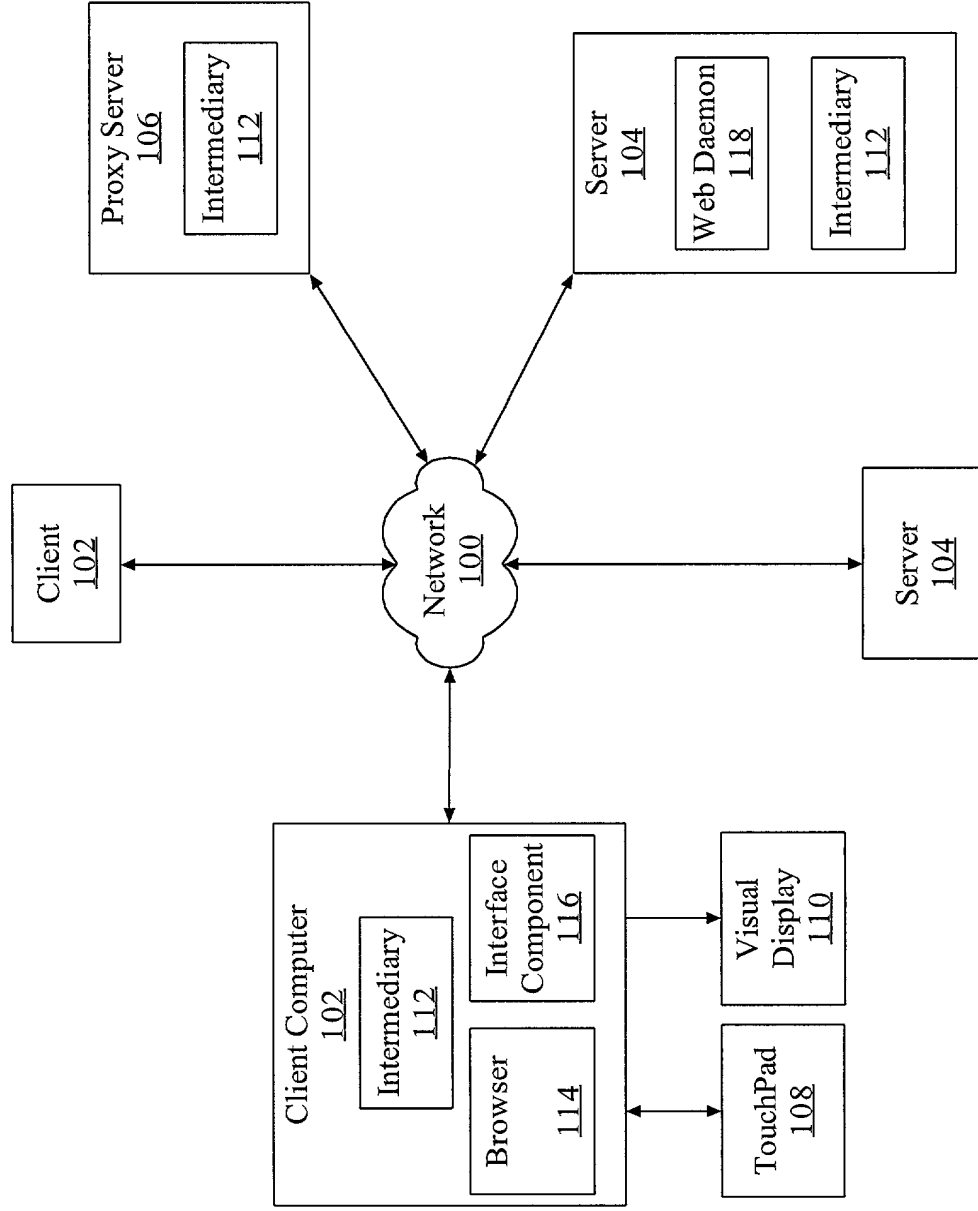 Client Computer
102
Intermediary
112
Browser
114
Interface
Component
116
TouchPad
108
Visual
Display
110
Client
102
Network
100
Server
104
Proxy Server
106
Intermediary
112
Server
104
Web Daemon
118
Intermediary
112